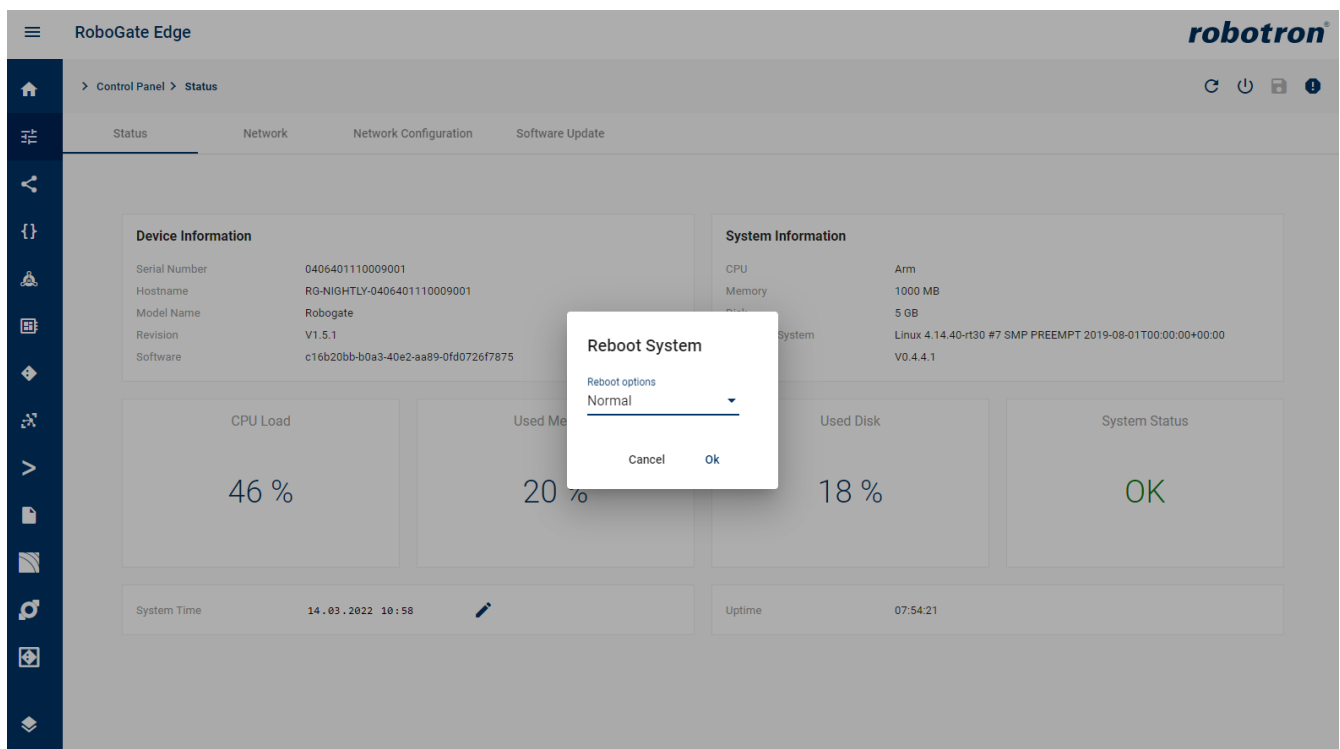 RoboGate Edge
robotron®
> Control Panel > Status
Status Network Network Configuration Software Update
Device Information
Serial Number 0406401110009001
Hostname RG-NIGHTLY-0406401110009001
Model Name Robogate
Revision V1.5.1
Software c16b20bb-b0a3-40e2-aa89-0fd0726f7875
System Information
CPU Arm
Memory 1000 MB
5 GB
System Linux 4.14.40-rt30 #7 SMP PREEMPT 2019-08-01T00:00:00+00:00
V0.4.4.1
Reboot System
Reboot options
Normal
Cancel Ok
CPU Load
46 %
Used Me
20 %
Used Disk
18 %
System Status
OK
System Time 14.03.2022 10:58
Uptime 07:54:21